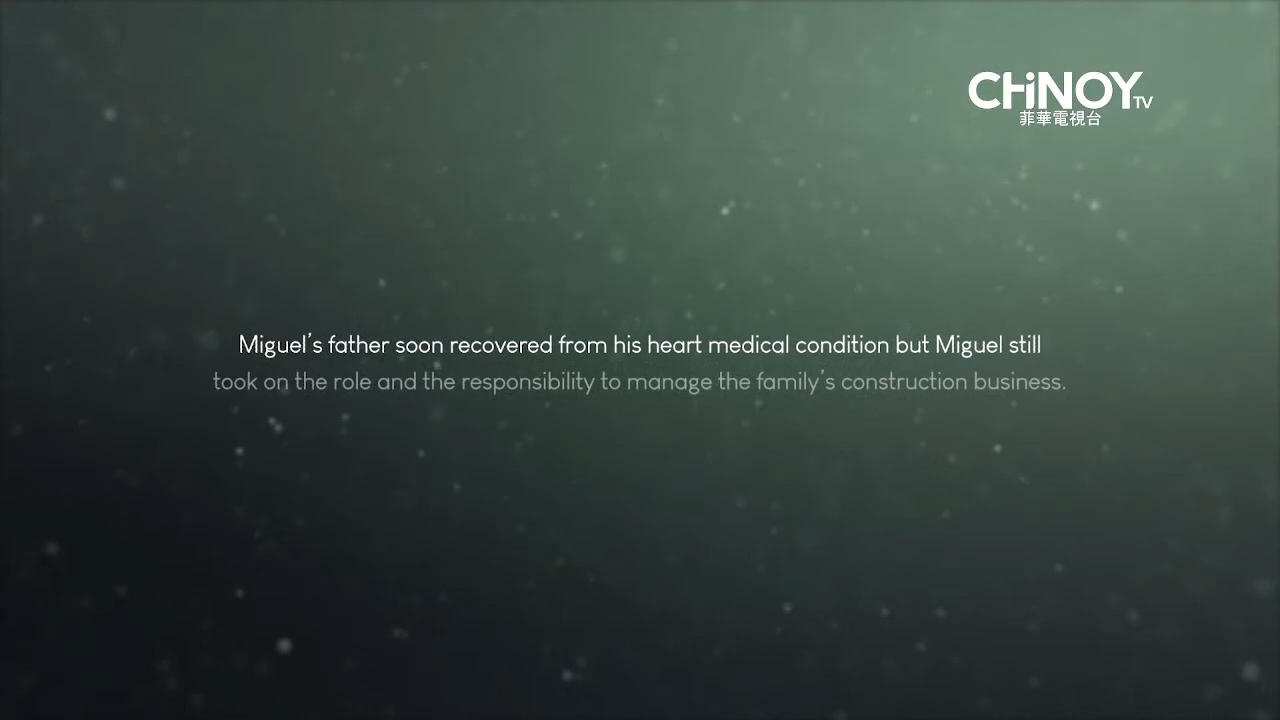 CHiNOY TV
菲華電視台
Miguel's father soon recovered from his heart medical condition but Miguel still
took on the role and the responsibility to manage the family's construction business.